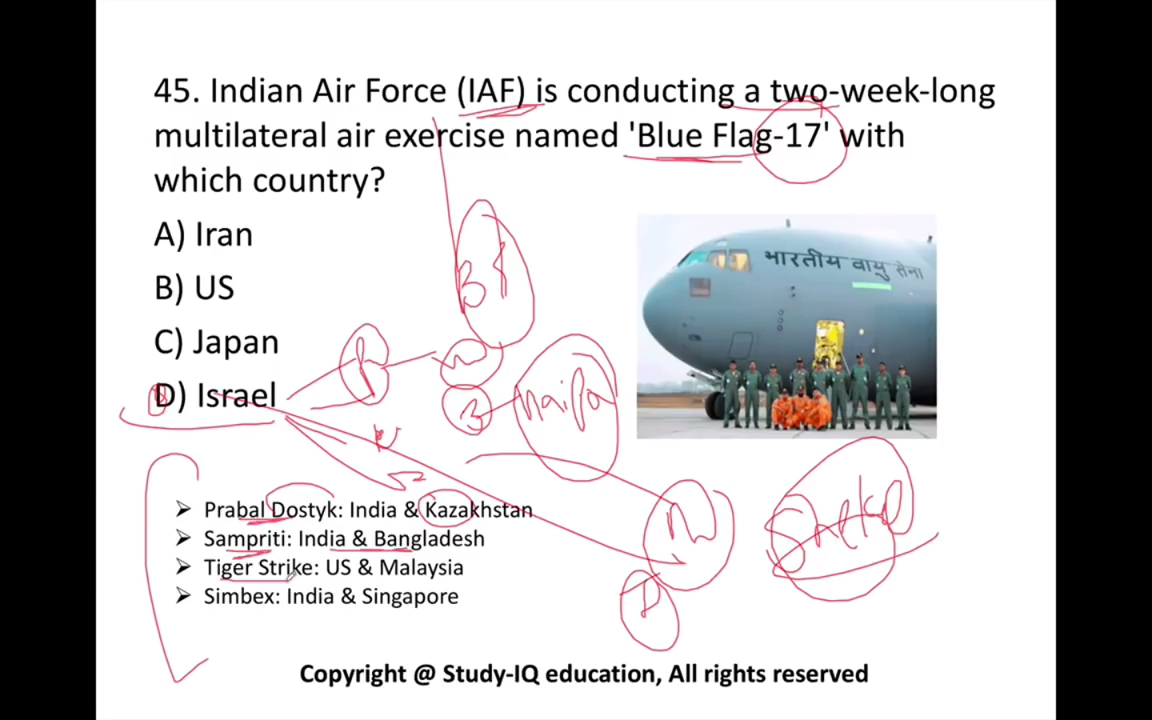 45. Indian Air Force (IAF) is conducting a two-week-long
multilateral air exercise named 'Blue Flag-17' with
which country?
A) Iran
B) US
C) Japan
D) Israel
भारतीय वायु सेना
➢ Prabal Dostyk: India & Kazakhstan
➢ Sampriti: India & Bangladesh
➢ Tiger Strike: US & Malaysia
➢ Simbex: India & Singapore
Copyright @ Study-IQ education, All rights reserved